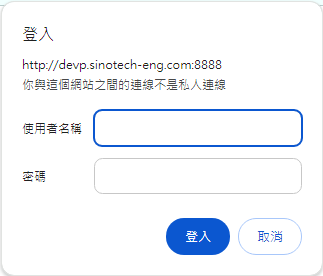 登入
http://devp.sinotech-eng.com:8888
你與這個網站之間的連線不是私人連線
使用者名稱
密碼
登入 取消